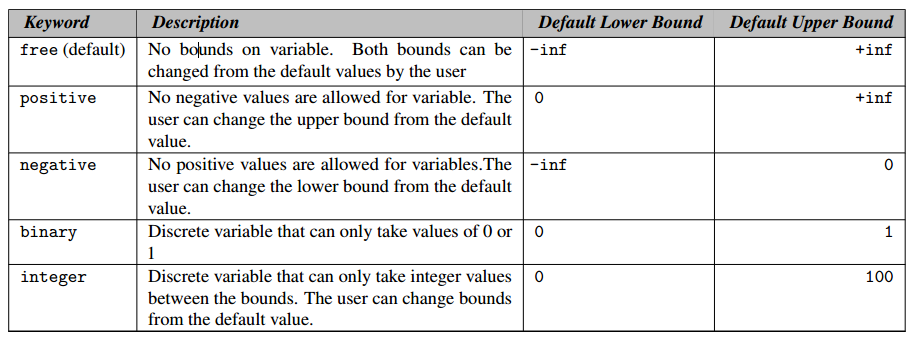 Keyword Description Default Lower Bound Default Upper Bound
free (default) No bounds on variable. Both bounds can be -inf +inf
changed from the default values by the user
positive No negative values are allowed for variable. The 0 +inf
user can change the upper bound from the default
value.
negative No positive values are allowed for variables.The -inf 0
user can change the lower bound from the default
value.
binary Discrete variable that can only take values of 0 or 0 1
1
integer Discrete variable that can only take integer values 0 100
between the bounds. The user can change bounds
from the default value.